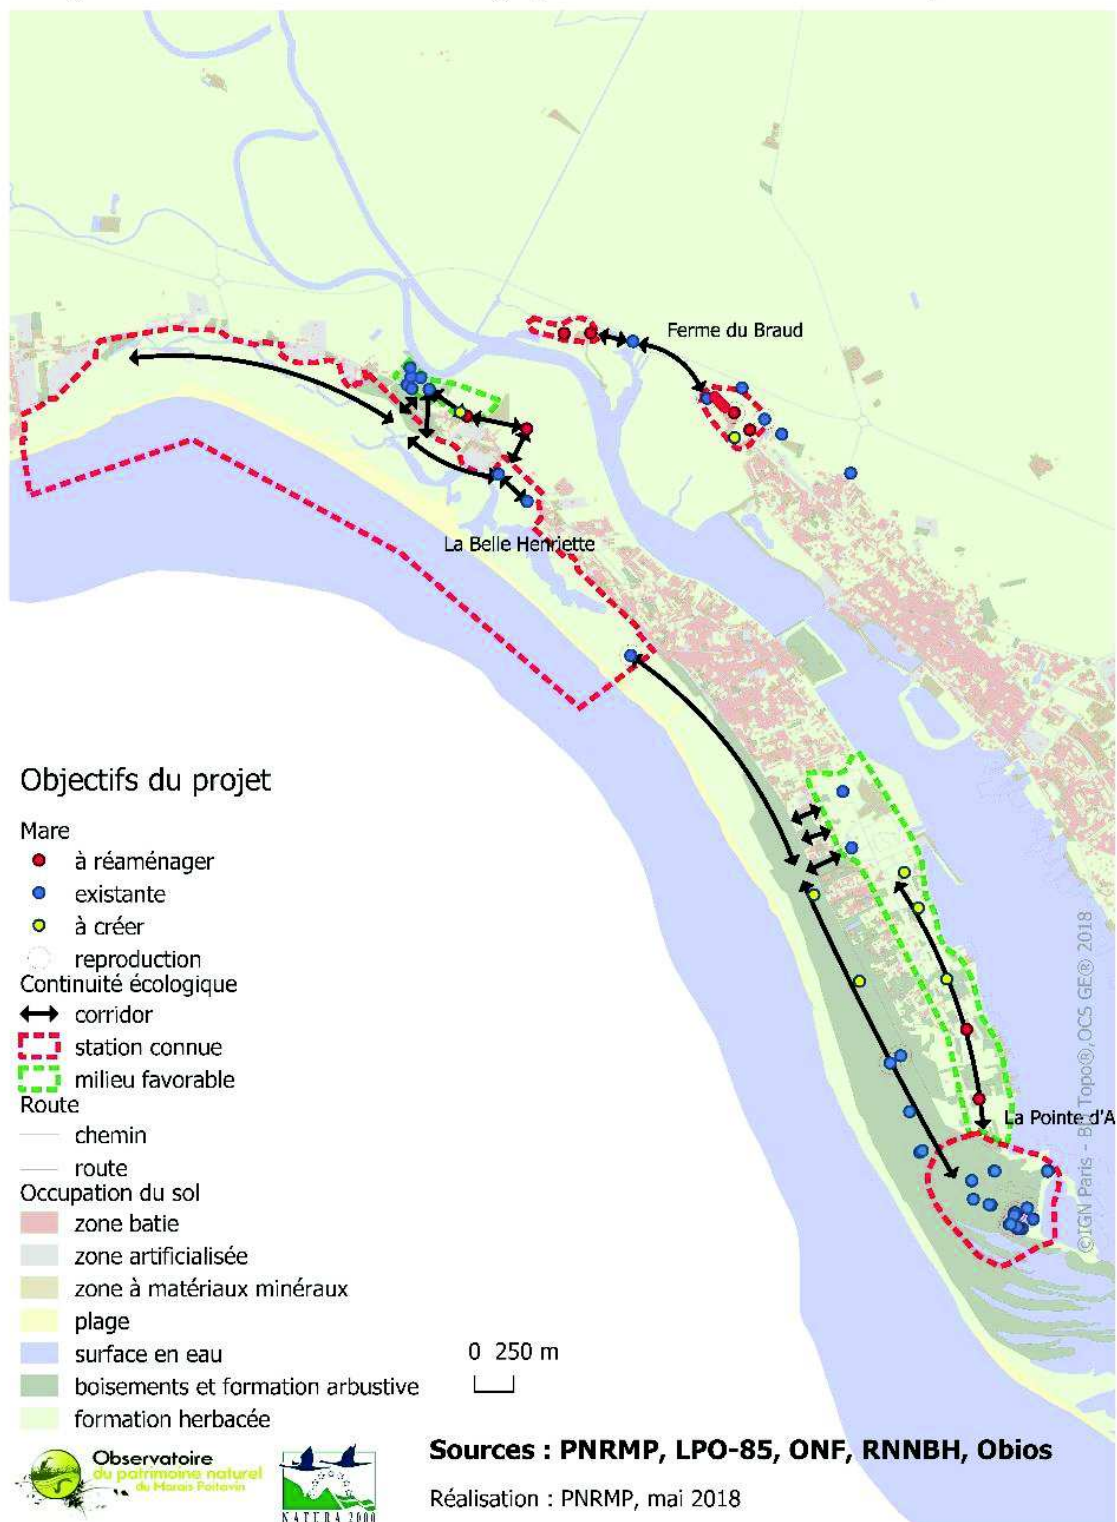 Ferme du Braud
La Belle Henriette
La Pointe d'A
Objectifs du projet
Mare
à réaménager
existante
à créer
reproduction
Continuité écologique
corridor
station connue
milieu favorable
Route
chemin
route
Occupation du sol
zone batie
zone artificialisée
zone à matériaux minéraux
plage
surface en eau
boisements et formation arbustive
formation herbacée
0 250 m
©IGN Paris - BD Topo®,OCS GE® 2018
Observatoire
du patrimoine naturel
du Marais Poitevin
NATURA 2000
Sources : PNRMP, LPO-85, ONF, RNNBH, Obios
Réalisation : PNRMP, mai 2018